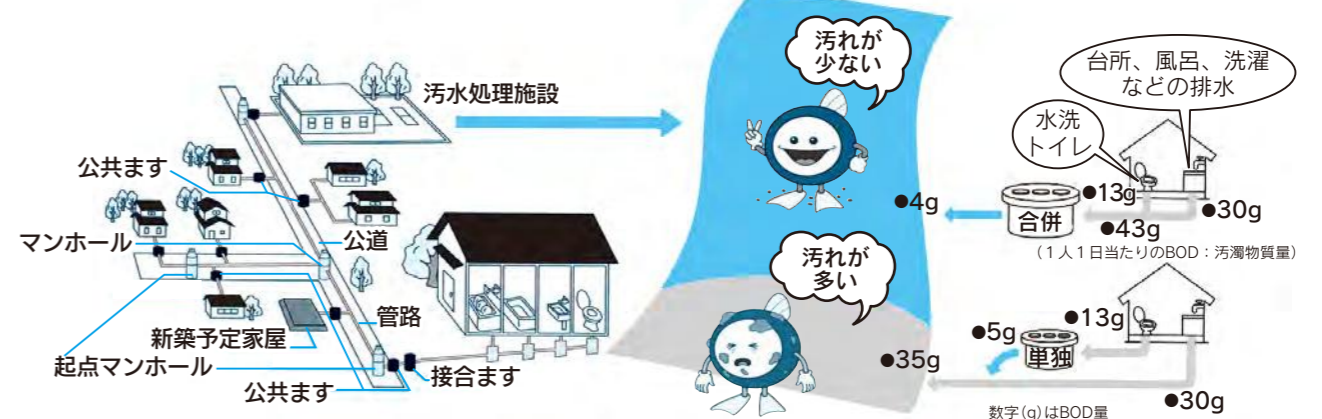 汚水処理施設
公共ます
マンホール
公道
管路
新築予定家屋
起点マンホール
公共ます
接合ます
汚れが
少ない
汚れが
多い
台所、風呂、洗濯
などの排水
水洗
トイレ
●13g
合併
●4g
●43g
●30g
(1人1日当たりのBOD:汚濁物質量)
●13g
●5g
単独
●35g
●30g
数字(g)はBOD量